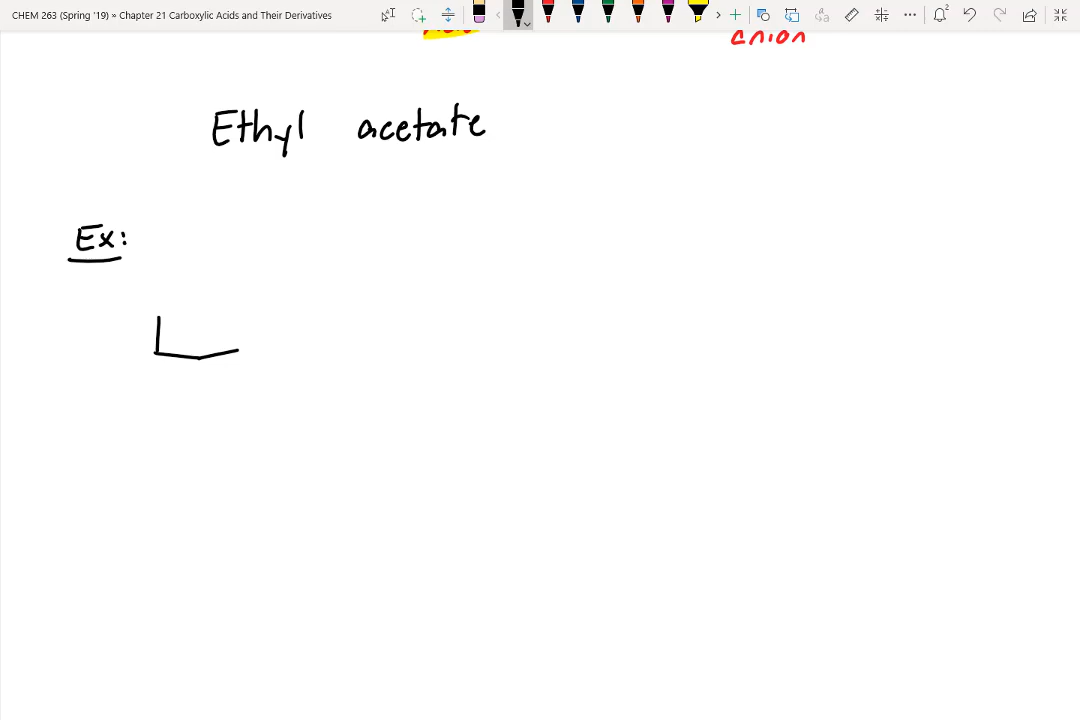 CHEM 263 (Spring '19) » Chapter 21 Carboxylic Acids and Their Derivatives
anion
Ethyl acetate
Ex: